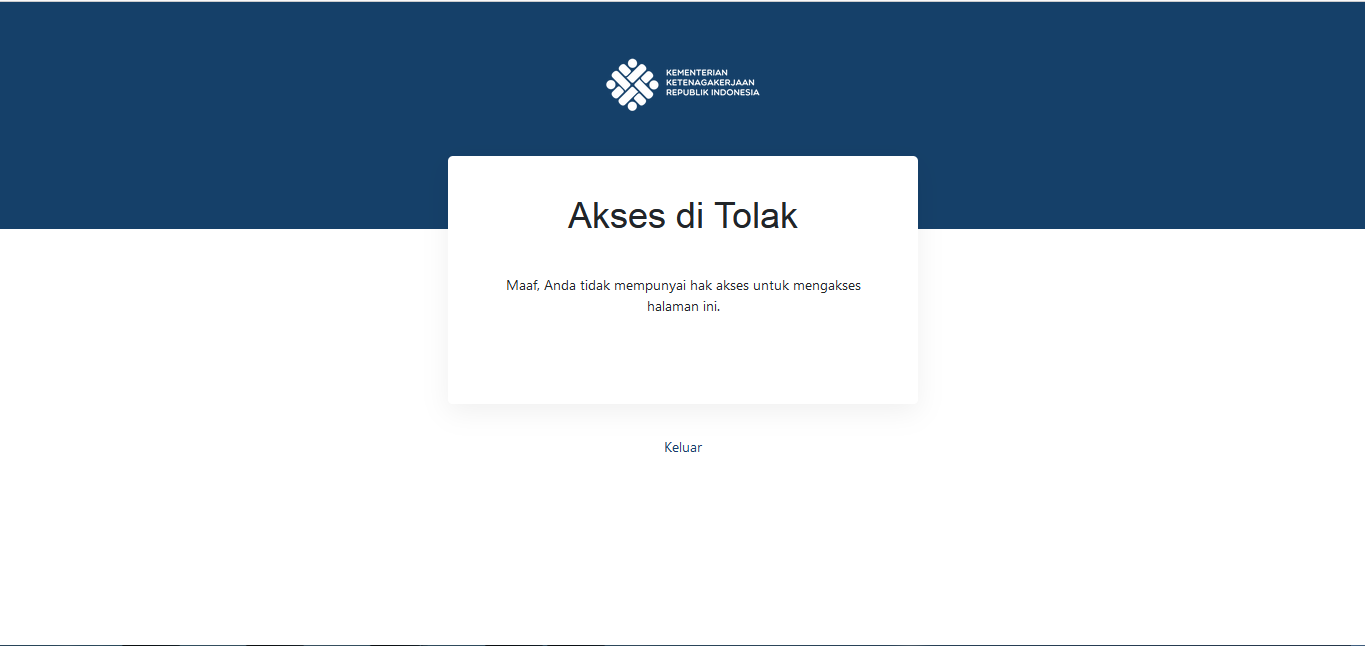 KEMENTERIAN
KETENAGAKERJAAN
REPUBLIK INDONESIA
Akses di Tolak
Maaf, Anda tidak mempunyai hak akses untuk mengakses
halaman ini.
Keluar